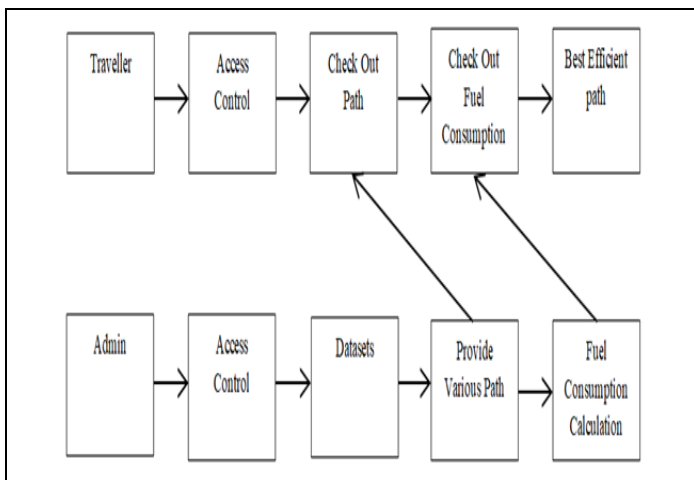 Traveller
Access
Control
Check Out
Path
Check Out
Fuel
Consumption
Best Efficient
path
Admin
Access
Control
Datasets
Provide
Various Path
Fuel
Consumption
Calculation